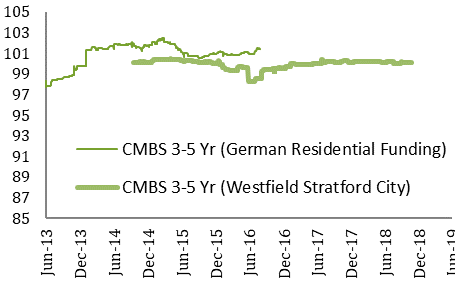 105
103
101
99
97
95
93
91
89
87
85
CMBS 3-5 Yr (German Residential Funding)
CMBS 3-5 Yr (Westfield Stratford City)
Jun-13
Dec-13
Jun-14
Dec-14
Jun-15
Dec-15
Jun-16
Dec-16
Jun-17
Dec-17
Jun-18
Dec-18
Jun-19